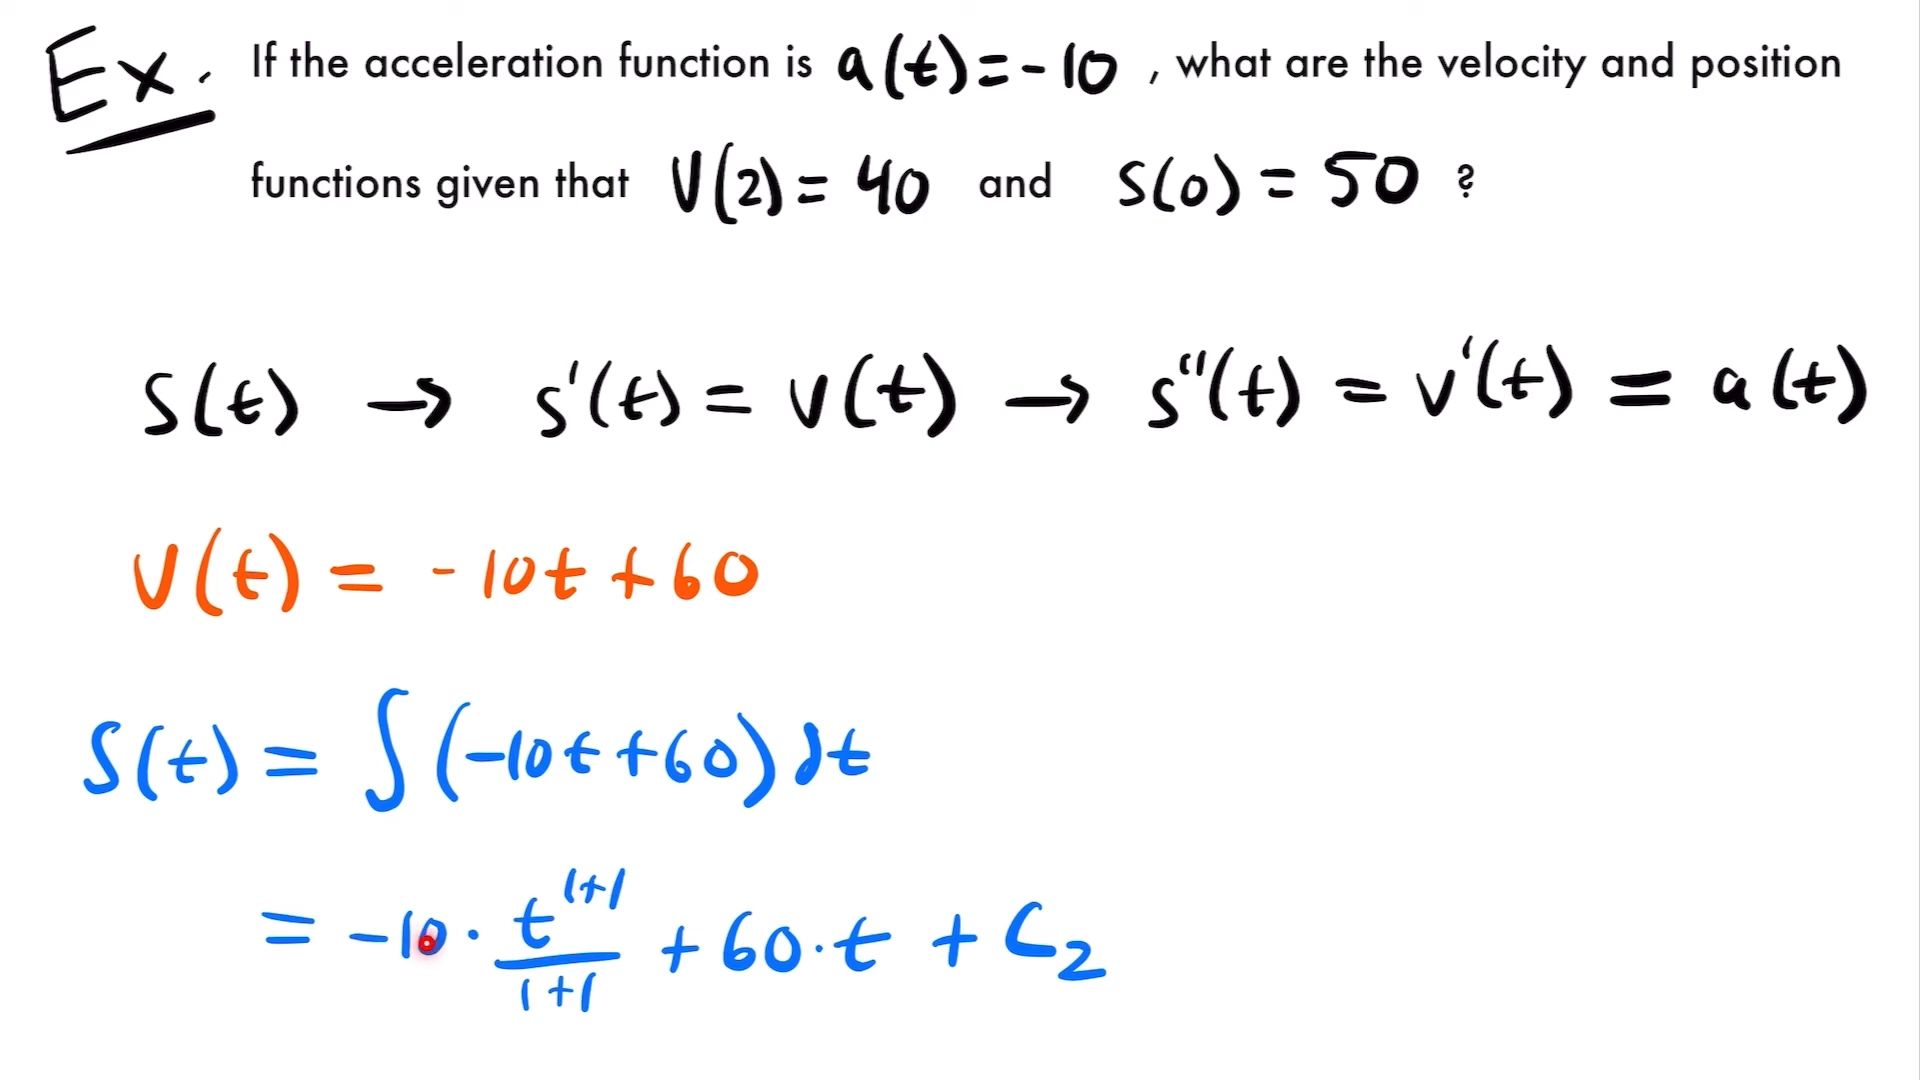 Ex. If the acceleration function is a(t)=-10 , what are the velocity and position
functions given that V(2)=40 and S(0)=50 ?
S(t) → s'(t) = v(t) → s''(t) = v'(t) = a(t)
V(t) = -10t+60
S(t) = ∫(-10t+60)dt
= -10 · t^(1+1)/(1+1) + 60·t + C₂